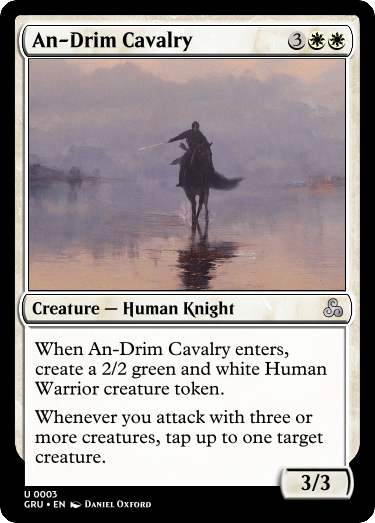 An-Drim Cavalry 3
Creature — Human Knight
When An-Drim Cavalry enters,
create a 2/2 green and white Human
Warrior creature token.
Whenever you attack with three or
more creatures, tap up to one target
creature.
3/3
U 0003
GRU • EN Daniel Oxford